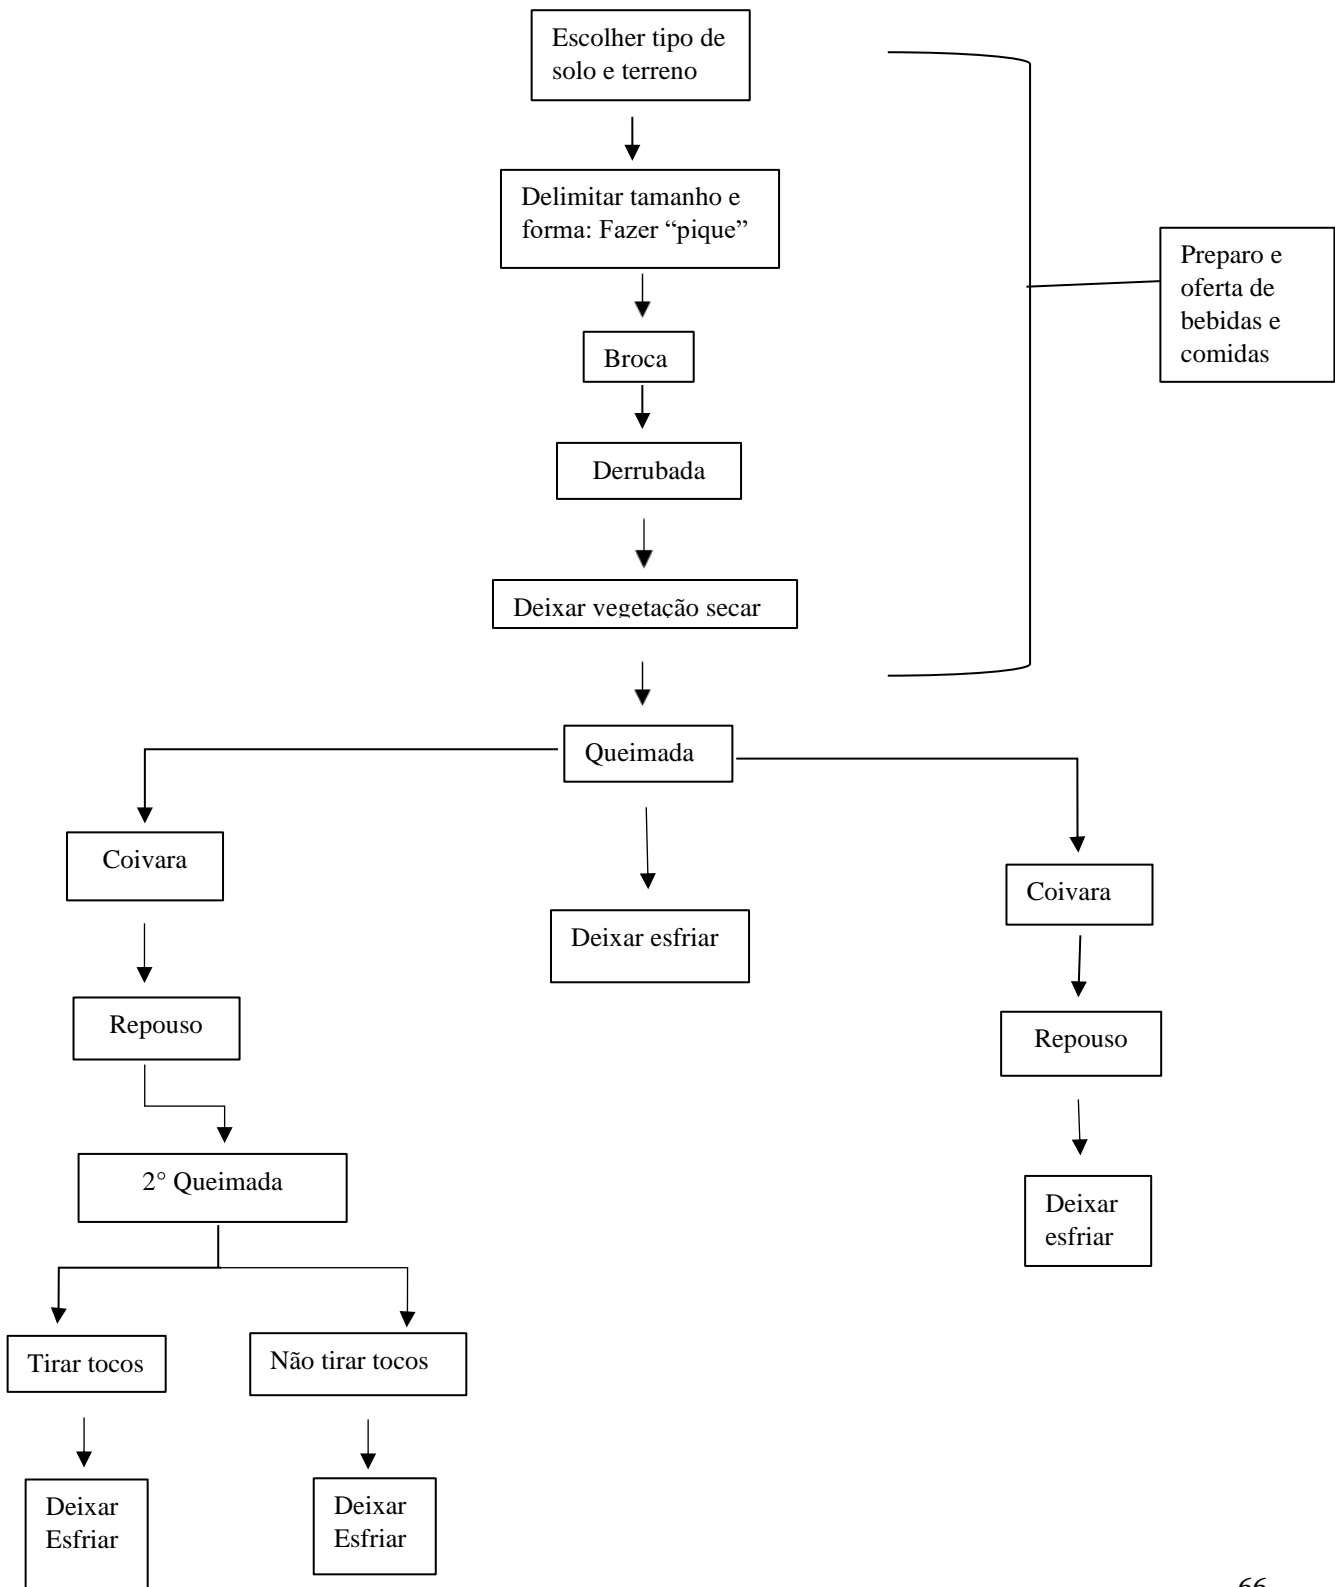 Escolher tipo de
solo e terreno
Delimitar tamanho e
forma: Fazer “pique”
Preparo e
oferta de
bebidas e
comidas
Broca
Derrubada
Deixar vegetação secar
Queimada
Coivara
Coivara
Deixar esfriar
Repouso
Repouso
2° Queimada
Deixar
esfriar
Tirar tocos
Não tirar tocos
Deixar
Esfriar
Deixar
Esfriar
66